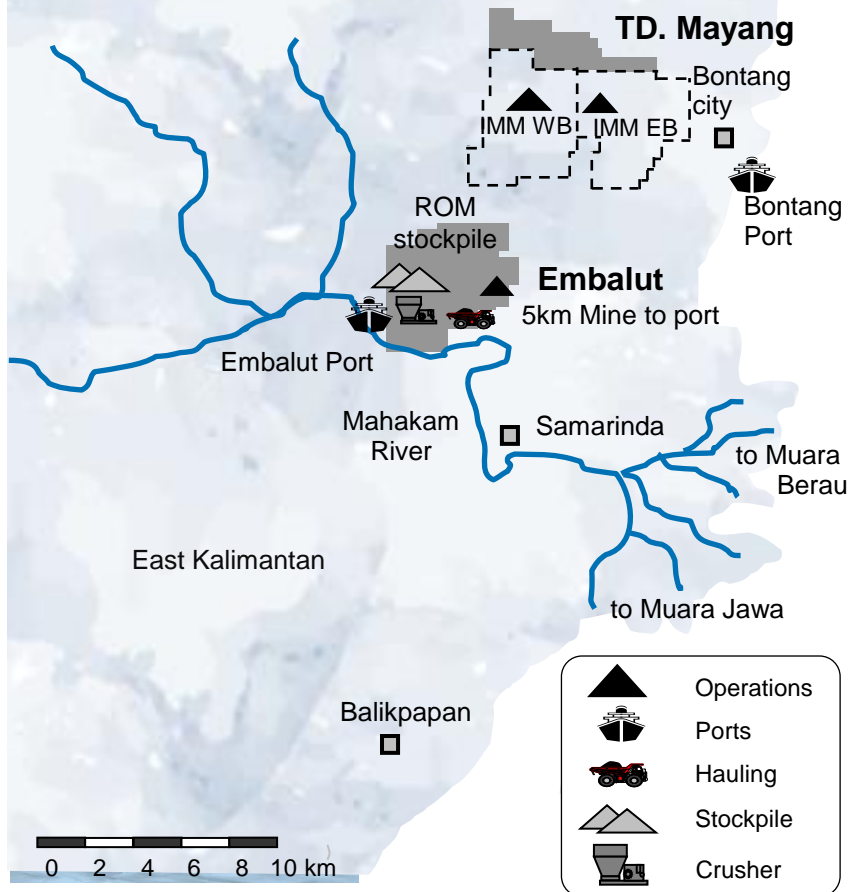 TD. Mayang
Bontang
city
IMM WB
IMM EB
Bontang
Port
ROM
stockpile
Embalut
5km Mine to port
Embalut Port
Mahakam
River
Samarinda
to Muara
Berau
East Kalimantan
to Muara Jawa
Balikpapan
Operations
Ports
Hauling
Stockpile
Crusher
0 2 4 6 8 10 km